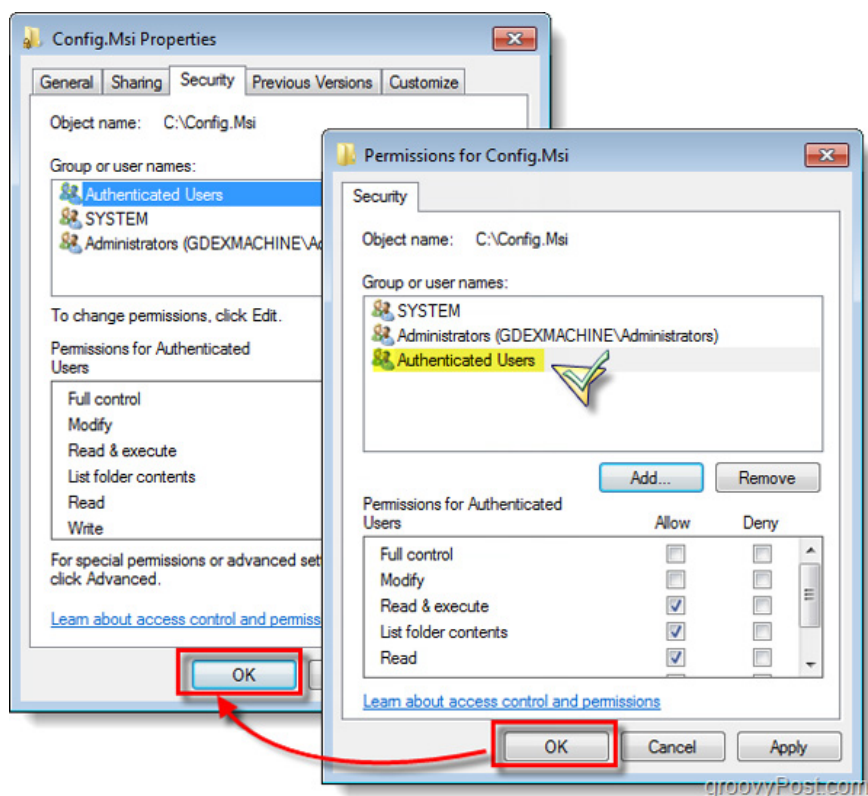 Config.Msi Properties
General Sharing Security Previous Versions Customize
Object name: C:\Config.Msi
Group or user names:
Authenticated Users
SYSTEM
Administrators (GDEXMACHINE\Ad
To change permissions, click Edit.
Permissions for Authenticated
Users
Full control
Modify
Read & execute
List folder contents
Read
Write
For special permissions or advanced set
click Advanced.
Learn about access control and permiss
OK
Permissions for Config.Msi
Security
Object name: C:\Config.Msi
Group or user names:
SYSTEM
Administrators (GDEXMACHINE\Administrators)
Authenticated Users
Add... Remove
Permissions for Authenticated
Users Allow Deny
Full control
Modify
Read & execute
List folder contents
Read
Learn about access control and permissions
OK Cancel Apply
groovyPost.com